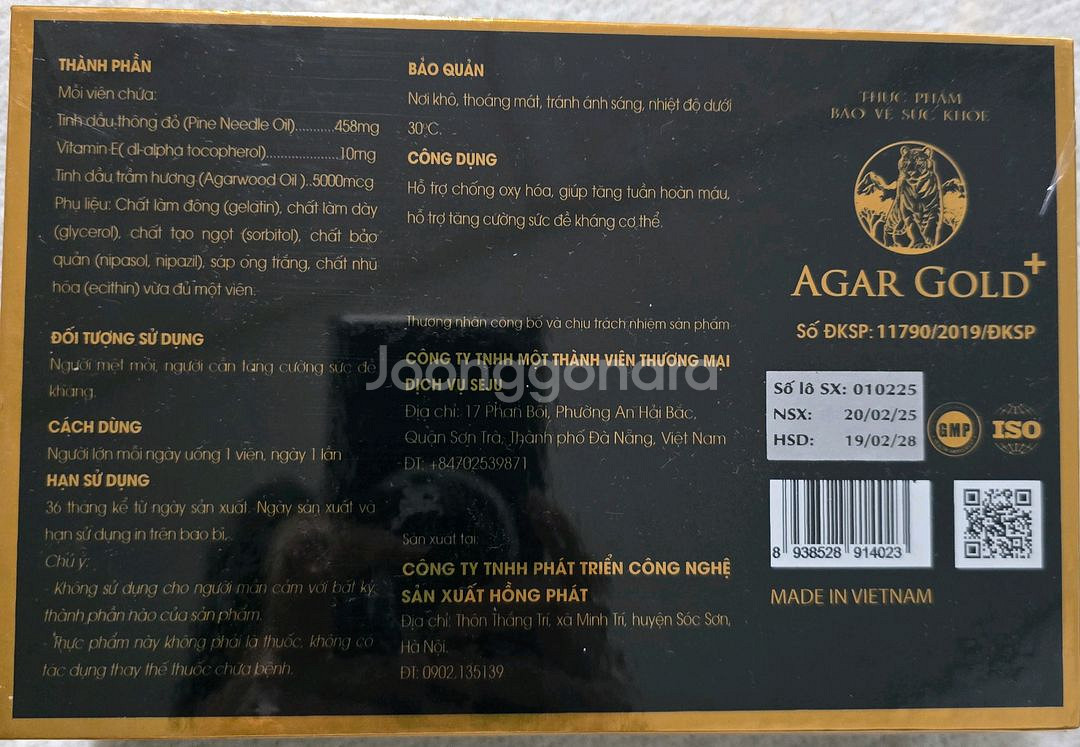 THÀNH PHẦN
Mỗi viên chứa:
Tinh dầu thông đỏ (Pine Needle Oil)...........458mg
Vitamin E( dl-alpha tocopherol)......................10mg
Tinh dầu trầm hương (Agarwood Oil )..5000mcg
Phụ liệu: Chất làm đông (gelatin), chất làm dày
(glycerol), chất tạo ngọt (sorbitol), chất bảo
quản (nipasol, nipazil), sáp ong trắng, chất nhũ
hóa (ecithin) vừa đủ một viên.
ĐỐI TƯỢNG SỬ DỤNG
Người mệt mỏi, người cần tăng cường sức đề
kháng.
CÁCH DÙNG
Người lớn mỗi ngày uống 1 viên, ngày 1 lần
HẠN SỬ DỤNG
36 tháng kể từ ngày sản xuất. Ngày sản xuất và
hạn sử dụng in trên bao bì.
Chú ý:
- Không sử dụng cho người mẫn cảm với bất kỳ
thành phần nào của sản phẩm.
- Thực phẩm này không phải là thuốc, không có
tác dụng thay thế thuốc chữa bệnh.
BẢO QUẢN
Nơi khô, thoáng mát, tránh ánh sáng, nhiệt độ dưới
30°C.
CÔNG DỤNG
Hỗ trợ chống oxy hóa, giúp tăng tuần hoàn máu,
hỗ trợ tăng cường sức đề kháng cơ thể.
Thương nhân công bố và chịu trách nhiệm sản phẩm
CÔNG TY TNHH MỘT THÀNH VIÊN THƯƠNG MẠI
DỊCH VỤ SEJU
Địa chỉ: 17 Phan Bôi, Phường An Hải Bắc,
Quận Sơn Trà, Thành phố Đà Nẵng, Việt Nam
ĐT: +84702539871
Sản xuất tại:
CÔNG TY TNHH PHÁT TRIỂN CÔNG NGHỆ
SẢN XUẤT HỒNG PHÁT
Địa chỉ: Thôn Thắng Trí, xã Minh Trí, huyện Sóc Sơn,
Hà Nội.
ĐT: 0902.135139
THỰC PHẨM
BẢO VỆ SỨC KHỎE
AGAR GOLD+
Số ĐKSP: 11790/2019/ĐKSP
Số lô SX: 010225
NSX: 20/02/25
HSD: 19/02/28
GMP
ISO
8 938528 914023
MADE IN VIETNAM
Joonggonara